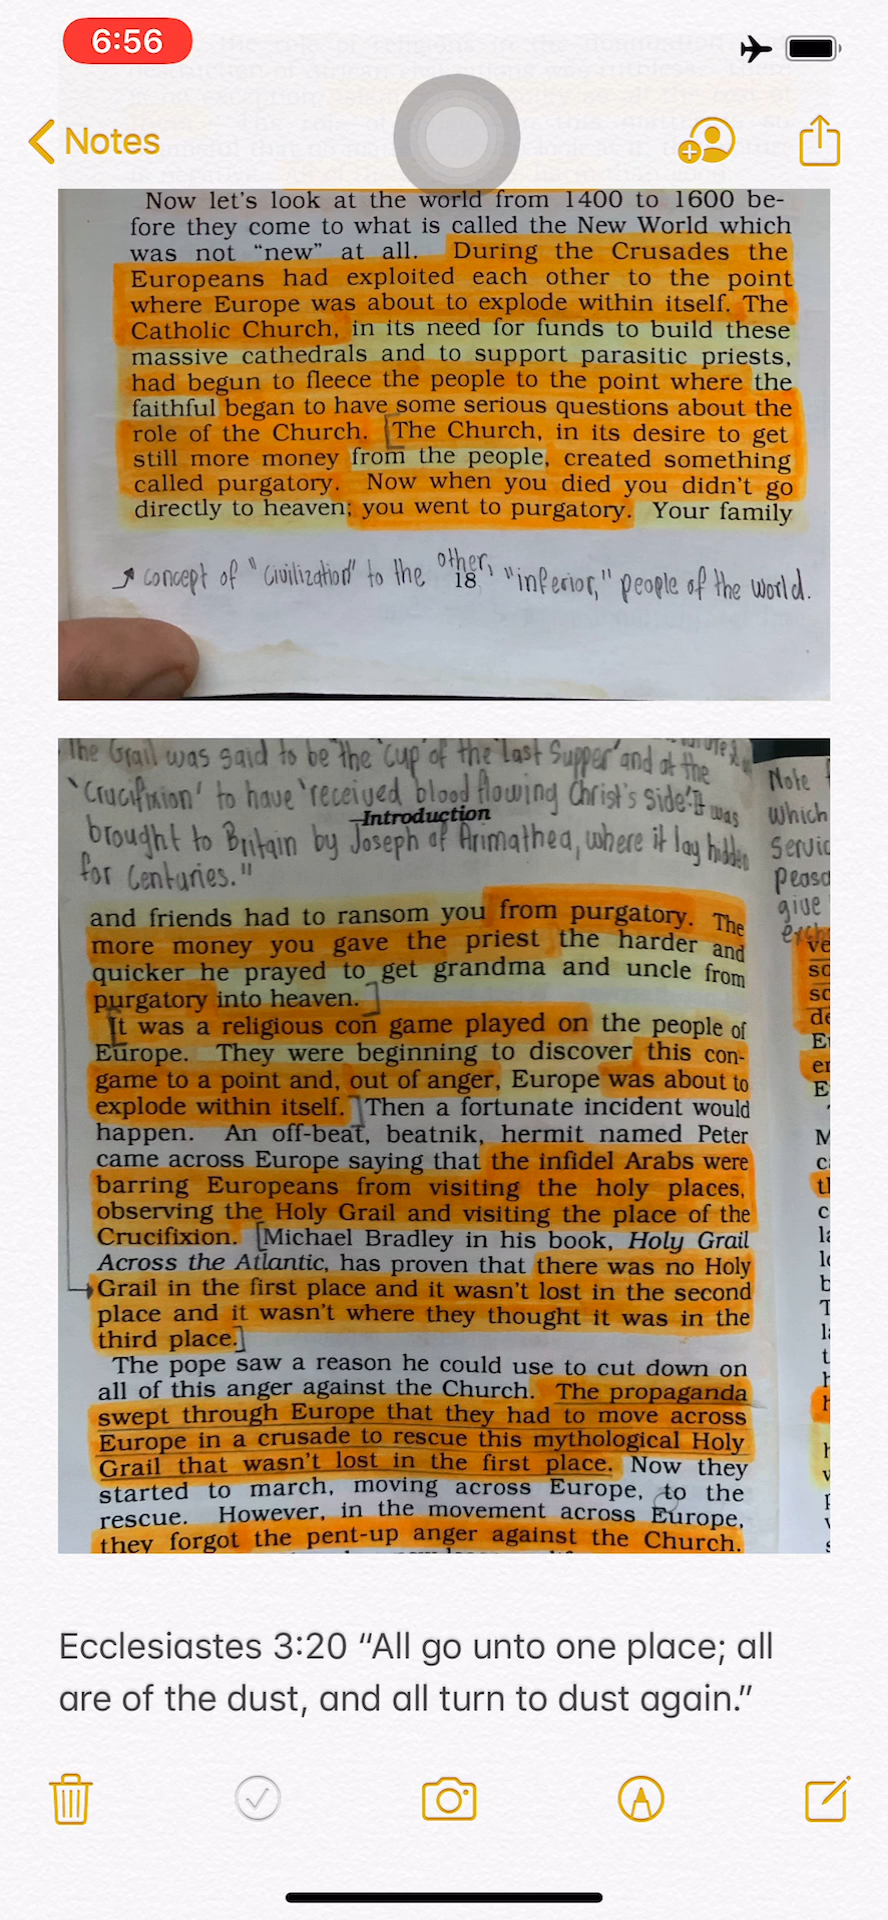 6:56
Notes
Now let's look at the world from 1400 to 1600 be-
fore they come to what is called the New World which
was not "new" at all. During the Crusades the
Europeans had exploited each other to the point
where Europe was about to explode within itself. The
Catholic Church, in its need for funds to build these
massive cathedrals and to support parasitic priests,
had begun to fleece the people to the point where the
faithful began to have some serious questions about the
role of the Church. [The Church, in its desire to get
still more money from the people, created something
called purgatory. Now when you died you didn't go
directly to heaven; you went to purgatory. Your family
concept of "civilization" to the other, "inferior," people of the world.
18
The Grail was said to be the 'cup' of the 'Last Supper' and at the
'Crucifixion' to have 'received blood flowing Christ's side'. It was
Introduction
brought to Britain by Joseph of Arimathea, where it lay hidden
for Centuries."
and friends had to ransom you from purgatory. The
more money you gave the priest the harder and
quicker he prayed to get grandma and uncle from
purgatory into heaven.]
[It was a religious con game played on the people of
Europe. They were beginning to discover this con-
game to a point and, out of anger, Europe was about to
explode within itself.] Then a fortunate incident would
happen. An off-beat, beatnik, hermit named Peter
came across Europe saying that the infidel Arabs were
barring Europeans from visiting the holy places,
observing the Holy Grail and visiting the place of the
Crucifixion. [Michael Bradley in his book, Holy Grail
Across the Atlantic, has proven that there was no Holy
Grail in the first place and it wasn't lost in the second
place and it wasn't where they thought it was in the
third place.]
The pope saw a reason he could use to cut down on
all of this anger against the Church. The propaganda
swept through Europe that they had to move across
Europe in a crusade to rescue this mythological Holy
Grail that wasn't lost in the first place. Now they
started to march, moving across Europe, to the
rescue. However, in the movement across Europe,
they forgot the pent-up anger against the Church.
Note
which
give
Ecclesiastes 3:20 "All go unto one place; all
are of the dust, and all turn to dust again."